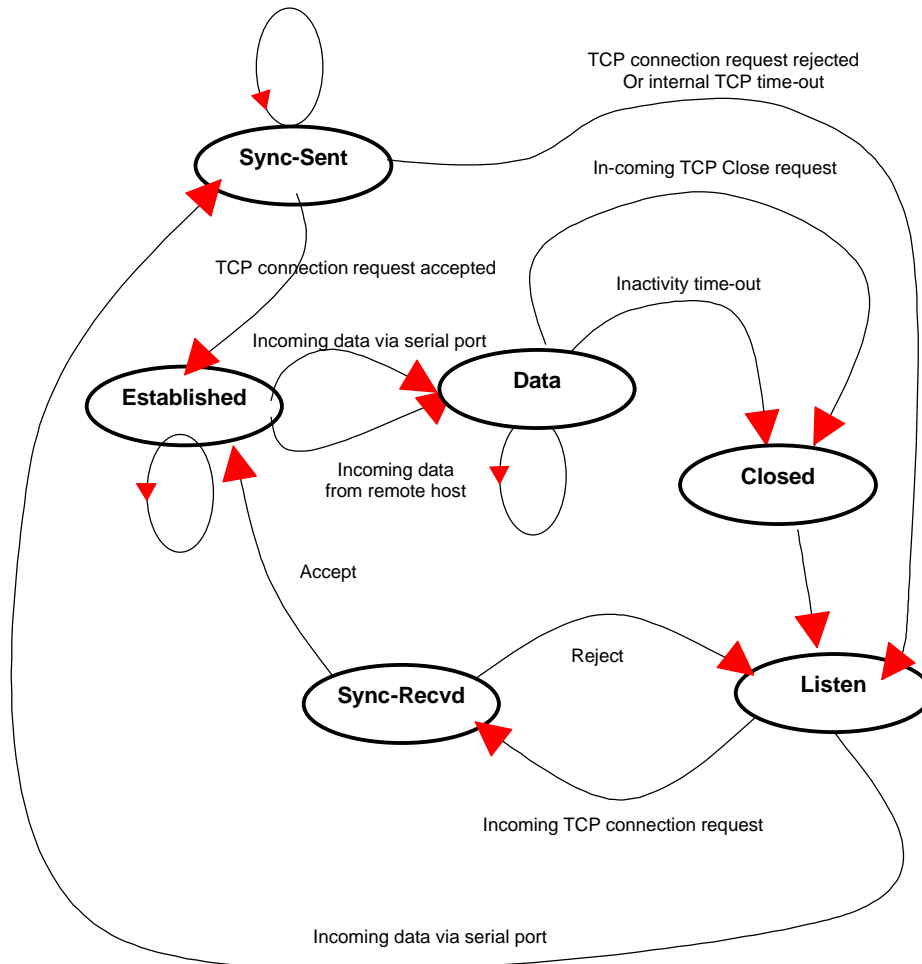 TCP connection request rejected
Or internal TCP time-out
Sync-Sent
In-coming TCP Close request
TCP connection request accepted
Inactivity time-out
Incoming data via serial port
Data
Established
Incoming data
from remote host
Closed
Accept
Reject
Sync-Recvd
Listen
Incoming TCP connection request
Incoming data via serial port